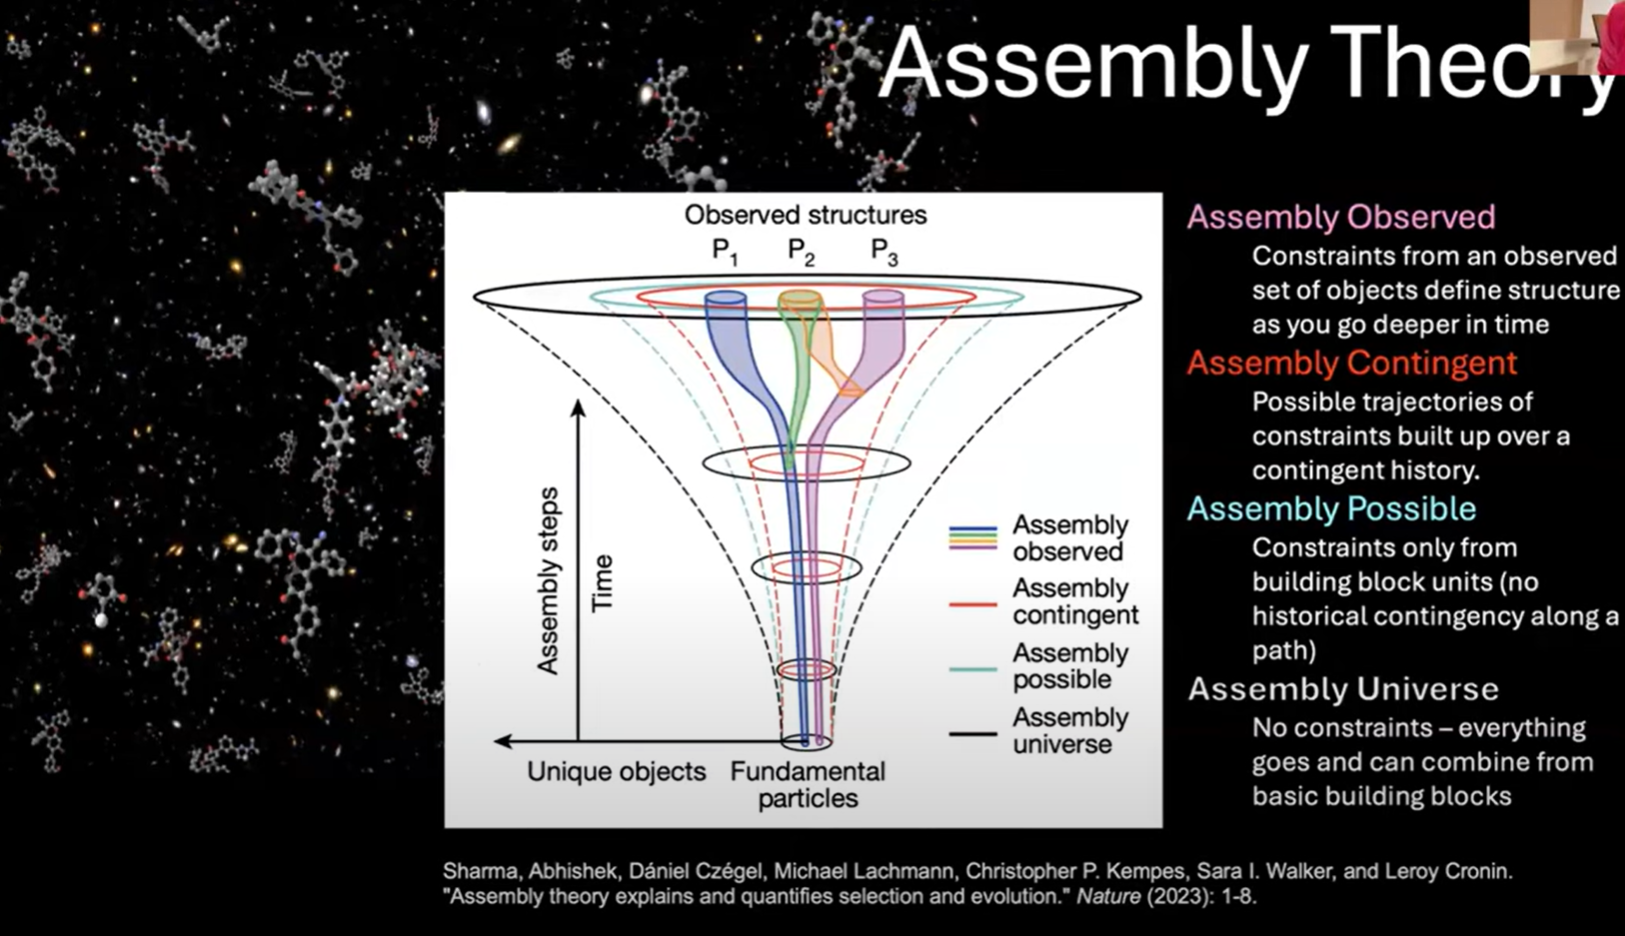 Assembly Theory
Observed structures
P1 P2 P3
Assembly steps
Time
Unique objects
Fundamental
particles
Assembly
observed
Assembly
contingent
Assembly
possible
Assembly
universe
Assembly Observed
Constraints from an observed
set of objects define structure
as you go deeper in time
Assembly Contingent
Possible trajectories of
constraints built up over a
contingent history.
Assembly Possible
Constraints only from
building block units (no
historical contingency along a
path)
Assembly Universe
No constraints – everything
goes and can combine from
basic building blocks
Sharma, Abhishek, Dániel Czégel, Michael Lachmann, Christopher P. Kempes, Sara I. Walker, and Leroy Cronin.
"Assembly theory explains and quantifies selection and evolution." Nature (2023): 1-8.